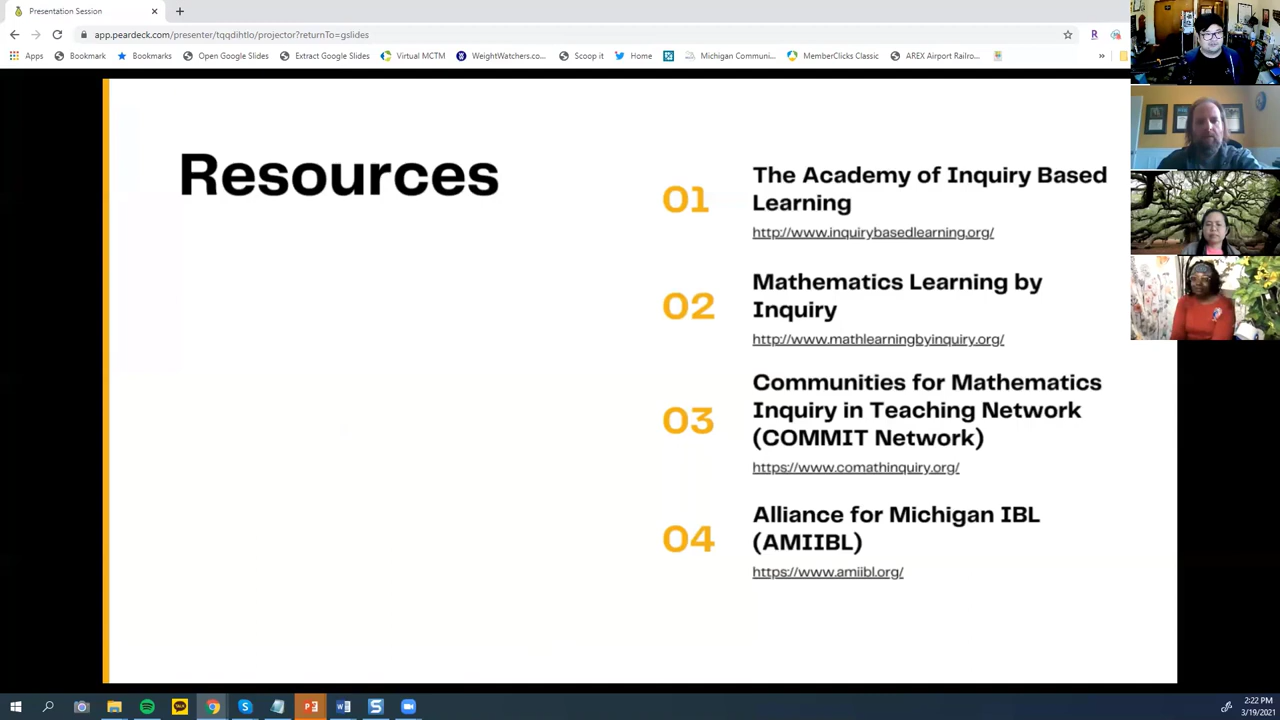 Presentation Session
app.peardeck.com/presenter/tqqdihtlo/projector?returnTo=gslides
Apps Bookmark Bookmarks Open Google Slides Extract Google Slides Virtual MCTM WeightWatchers.co... Scoop it Home Michigan Communi... MemberClicks Classic AREX Airport Railro...
Resources
01
The Academy of Inquiry Based
Learning
http://www.inquirybasedlearning.org/
02
Mathematics Learning by
Inquiry
http://www.mathlearningbyinquiry.org/
03
Communities for Mathematics
Inquiry in Teaching Network
(COMMIT Network)
https://www.comathinquiry.org/
04
Alliance for Michigan IBL
(AMIIBL)
https://www.amiibl.org/
2:22 PM
3/19/2021